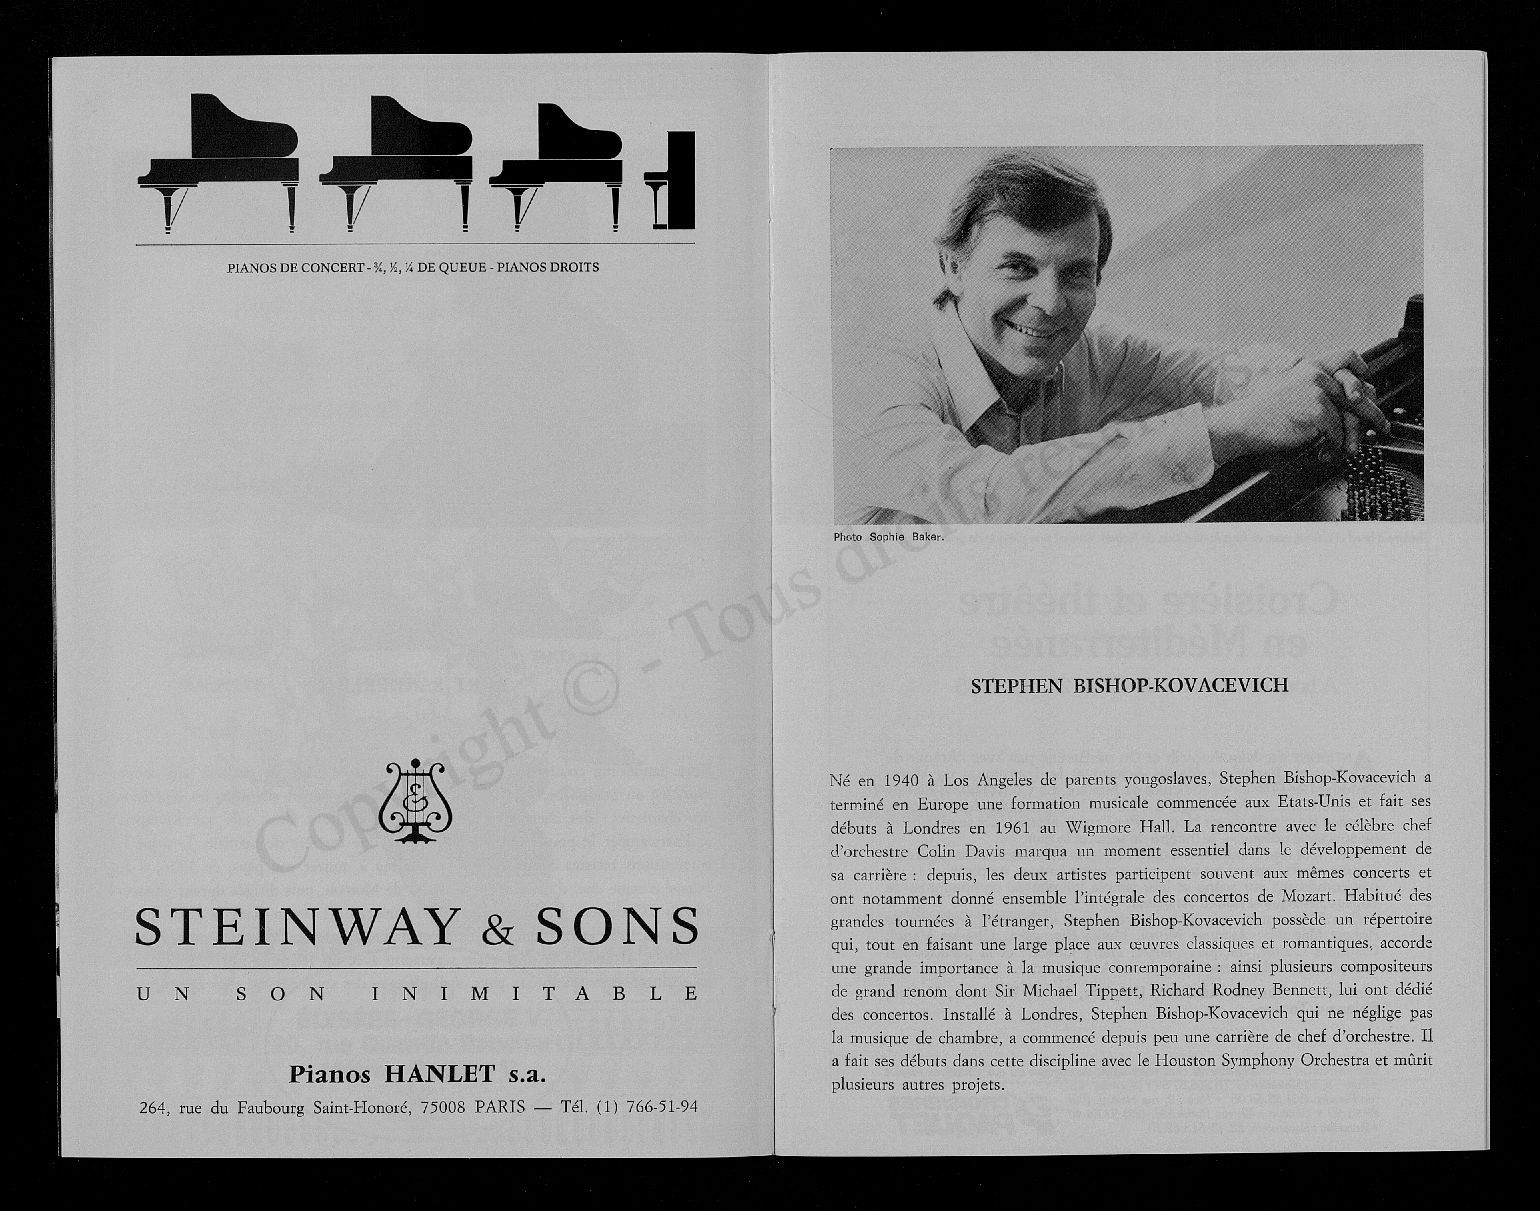 PIANOS DE CONCERT - ¾, ½, ¼ DE QUEUE - PIANOS DROITS
STEINWAY & SONS
UN SON INIMITABLE
Pianos HANLET s.a.
264, rue du Faubourg Saint-Honoré, 75008 PARIS — Tél. (1) 766-51-94
Photo Sophie Baker.
STEPHEN BISHOP-KOVACEVICH
Né en 1940 à Los Angeles de parents yougoslaves, Stephen Bishop-Kovacevich a
terminé en Europe une formation musicale commencée aux Etats-Unis et fait ses
débuts à Londres en 1961 au Wigmore Hall. La rencontre avec le célèbre chef
d'orchestre Colin Davis marqua un moment essentiel dans le développement de
sa carrière : depuis, les deux artistes participent souvent aux mêmes concerts et
ont notamment donné ensemble l'intégrale des concertos de Mozart. Habitué des
grandes tournées à l'étranger, Stephen Bishop-Kovacevich possède un répertoire
qui, tout en faisant une large place aux œuvres classiques et romantiques, accorde
une grande importance à la musique contemporaine : ainsi plusieurs compositeurs
de grand renom dont Sir Michael Tippett, Richard Rodney Bennett, lui ont dédié
des concertos. Installé à Londres, Stephen Bishop-Kovacevich qui ne néglige pas
la musique de chambre, a commencé depuis peu une carrière de chef d'orchestre. Il
a fait ses débuts dans cette discipline avec le Houston Symphony Orchestra et mûrit
plusieurs autres projets.
Copyright © - Tous droits
Croisière et théâtre
en Méditerranée